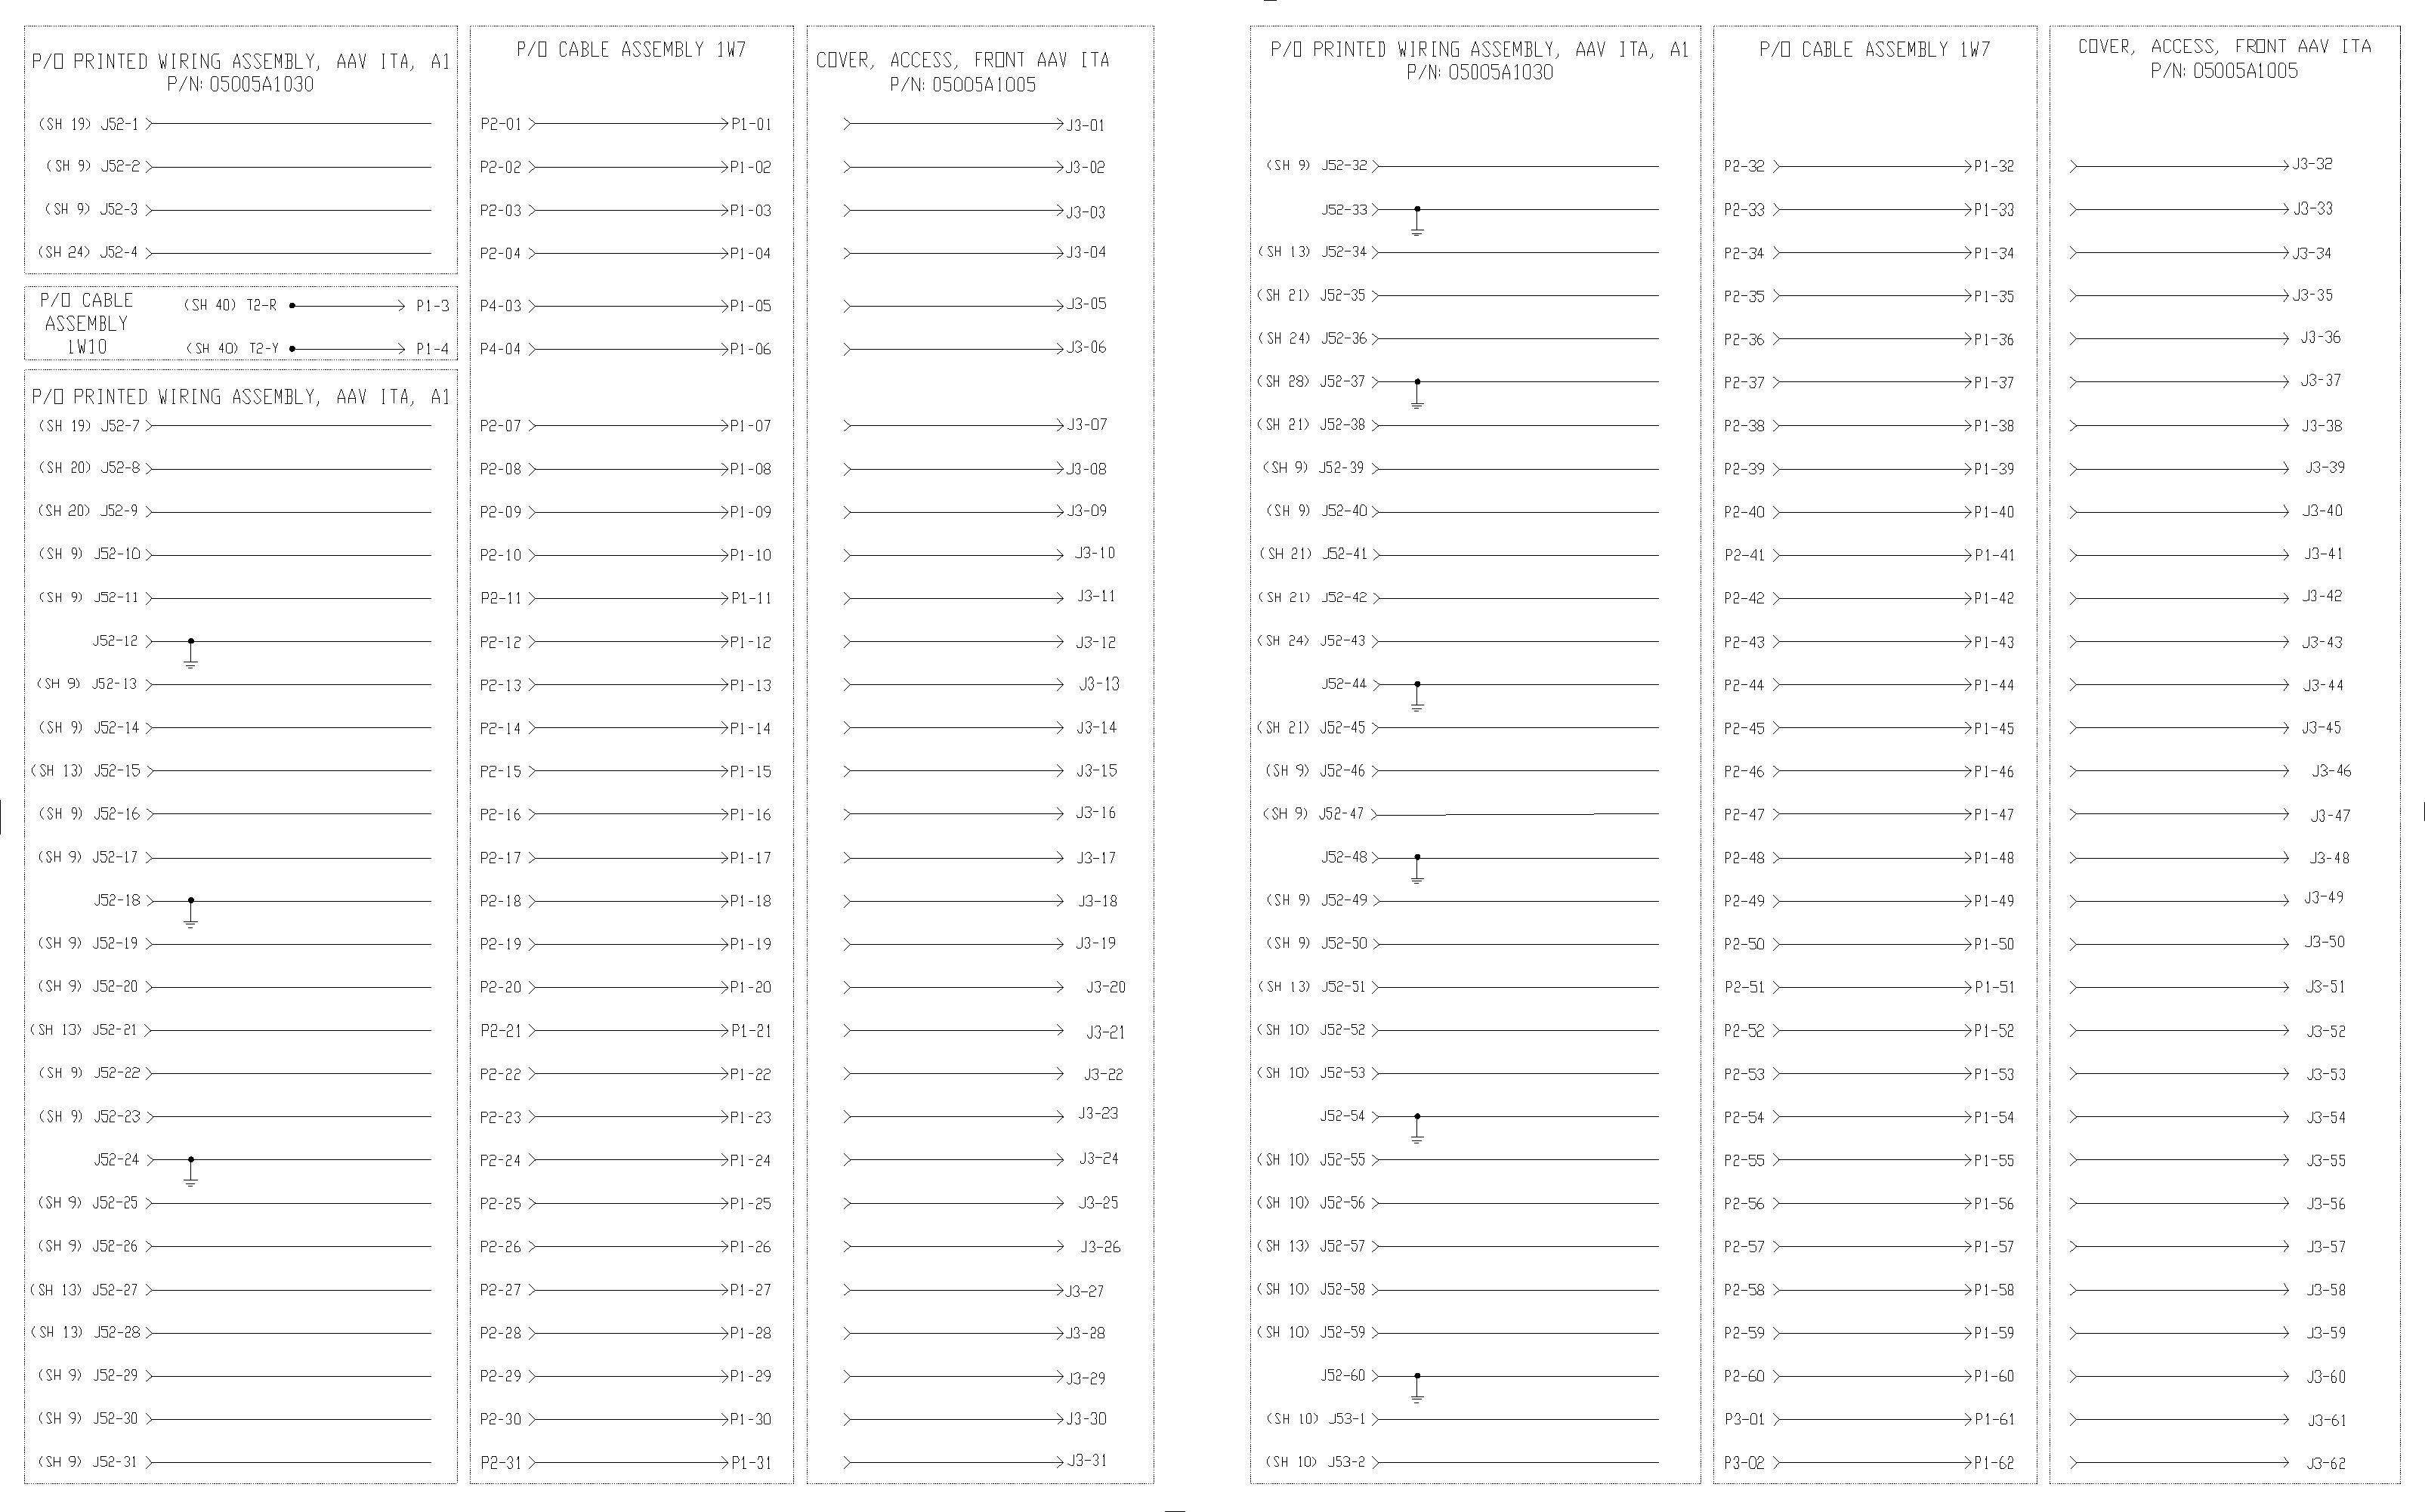 P/O PRINTED WIRING ASSEMBLY, AAV ITA, A1
P/N: 05005A1030
P/O CABLE ASSEMBLY 1W7
COVER, ACCESS, FRONT AAV ITA
P/N: 05005A1005
(SH 19) J52-1 P2-01 P1-01 J3-01
(SH 9) J52-2 P2-02 P1-02 J3-02
(SH 9) J52-3 P2-03 P1-03 J3-03
(SH 24) J52-4 P2-04 P1-04 J3-04
P/O CABLE
ASSEMBLY
1W10
(SH 40) T2-R P1-3 P4-03 P1-05 J3-05
(SH 40) T2-Y P1-4 P4-04 P1-06 J3-06
P/O PRINTED WIRING ASSEMBLY, AAV ITA, A1
(SH 19) J52-7 P2-07 P1-07 J3-07
(SH 20) J52-8 P2-08 P1-08 J3-08
(SH 20) J52-9 P2-09 P1-09 J3-09
(SH 9) J52-10 P2-10 P1-10 J3-10
(SH 9) J52-11 P2-11 P1-11 J3-11
J52-12 P2-12 P1-12 J3-12
(SH 9) J52-13 P2-13 P1-13 J3-13
(SH 9) J52-14 P2-14 P1-14 J3-14
(SH 13) J52-15 P2-15 P1-15 J3-15
(SH 9) J52-16 P2-16 P1-16 J3-16
(SH 9) J52-17 P2-17 P1-17 J3-17
J52-18 P2-18 P1-18 J3-18
(SH 9) J52-19 P2-19 P1-19 J3-19
(SH 9) J52-20 P2-20 P1-20 J3-20
(SH 13) J52-21 P2-21 P1-21 J3-21
(SH 9) J52-22 P2-22 P1-22 J3-22
(SH 9) J52-23 P2-23 P1-23 J3-23
J52-24 P2-24 P1-24 J3-24
(SH 9) J52-25 P2-25 P1-25 J3-25
(SH 9) J52-26 P2-26 P1-26 J3-26
(SH 13) J52-27 P2-27 P1-27 J3-27
(SH 13) J52-28 P2-28 P1-28 J3-28
(SH 9) J52-29 P2-29 P1-29 J3-29
(SH 9) J52-30 P2-30 P1-30 J3-30
(SH 9) J52-31 P2-31 P1-31 J3-31
P/O PRINTED WIRING ASSEMBLY, AAV ITA, A1
P/N: 05005A1030
P/O CABLE ASSEMBLY 1W7
COVER, ACCESS, FRONT AAV ITA
P/N: 05005A1005
(SH 9) J52-32 P2-32 P1-32 J3-32
J52-33 P2-33 P1-33 J3-33
(SH 13) J52-34 P2-34 P1-34 J3-34
(SH 21) J52-35 P2-35 P1-35 J3-35
(SH 24) J52-36 P2-36 P1-36 J3-36
(SH 28) J52-37 P2-37 P1-37 J3-37
(SH 21) J52-38 P2-38 P1-38 J3-38
(SH 9) J52-39 P2-39 P1-39 J3-39
(SH 9) J52-40 P2-40 P1-40 J3-40
(SH 21) J52-41 P2-41 P1-41 J3-41
(SH 21) J52-42 P2-42 P1-42 J3-42
(SH 24) J52-43 P2-43 P1-43 J3-43
J52-44 P2-44 P1-44 J3-44
(SH 21) J52-45 P2-45 P1-45 J3-45
(SH 9) J52-46 P2-46 P1-46 J3-46
(SH 9) J52-47 P2-47 P1-47 J3-47
J52-48 P2-48 P1-48 J3-48
(SH 9) J52-49 P2-49 P1-49 J3-49
(SH 9) J52-50 P2-50 P1-50 J3-50
(SH 13) J52-51 P2-51 P1-51 J3-51
(SH 10) J52-52 P2-52 P1-52 J3-52
(SH 10) J52-53 P2-53 P1-53 J3-53
J52-54 P2-54 P1-54 J3-54
(SH 10) J52-55 P2-55 P1-55 J3-55
(SH 10) J52-56 P2-56 P1-56 J3-56
(SH 13) J52-57 P2-57 P1-57 J3-57
(SH 10) J52-58 P2-58 P1-58 J3-58
(SH 10) J52-59 P2-59 P1-59 J3-59
J52-60 P2-60 P1-60 J3-60
(SH 10) J53-1 P3-01 P1-61 J3-61
(SH 10) J53-2 P3-02 P1-62 J3-62